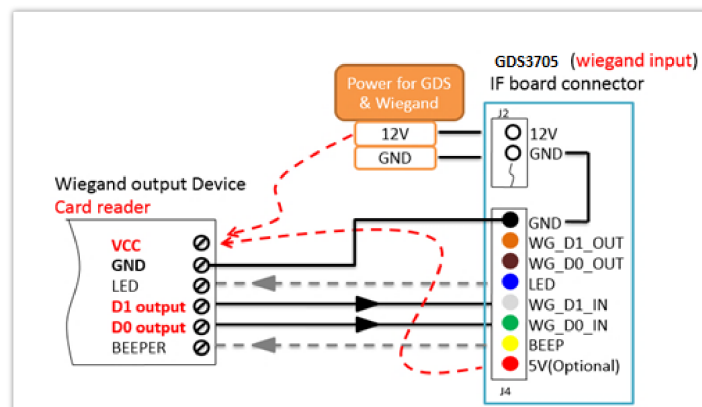 GDS3705 (wiegand input)
IF board connector
Power for GDS
& Wiegand
12V
GND
J2
12V
GND
Wiegand output Device
Card reader
VCC
GND
LED
D1 output
D0 output
BEEPER
GND
WG_D1_OUT
WG_D0_OUT
LED
WG_D1_IN
WG_D0_IN
BEEP
5V(Optional)
J4